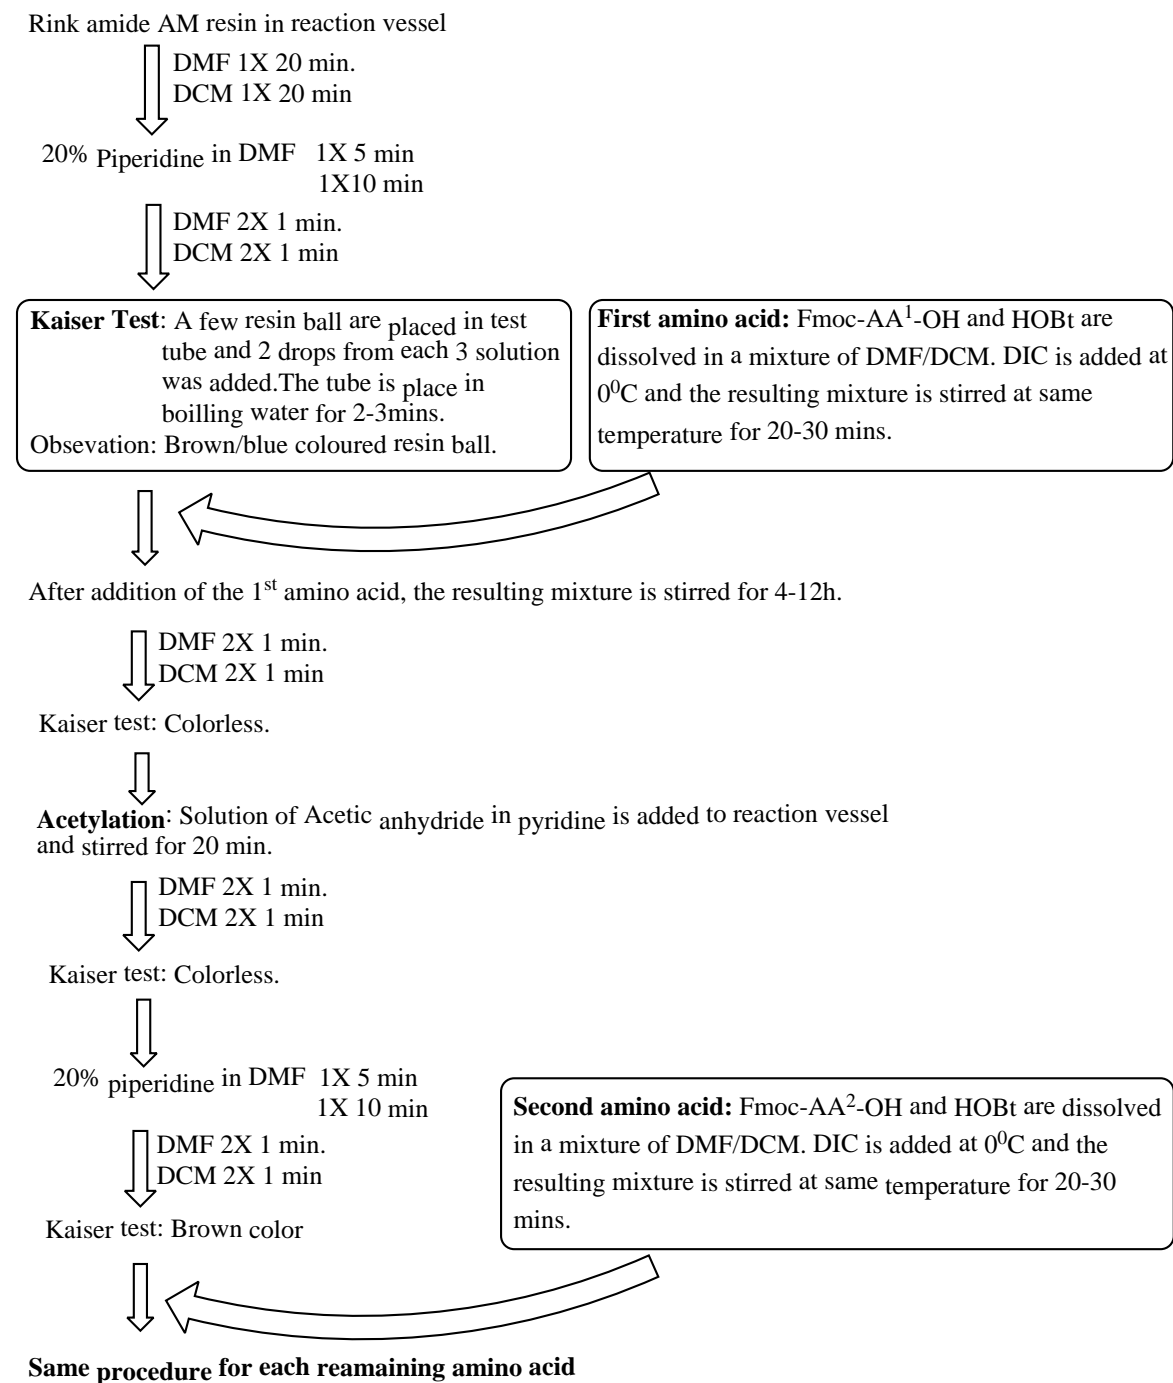 Rink amide AM resin in reaction vessel
DMF 1X 20 min.
DCM 1X 20 min
20% Piperidine in DMF 1X 5 min
1X10 min
DMF 2X 1 min.
DCM 2X 1 min
Kaiser Test: A few resin ball are placed in test
tube and 2 drops from each 3 solution
was added.The tube is place in
boilling water for 2-3mins.
Obsevation: Brown/blue coloured resin ball.
First amino acid: Fmoc-AA¹-OH and HOBt are
dissolved in a mixture of DMF/DCM. DIC is added at
0⁰C and the resulting mixture is stirred at same
temperature for 20-30 mins.
After addition of the 1ˢᵗ amino acid, the resulting mixture is stirred for 4-12h.
DMF 2X 1 min.
DCM 2X 1 min
Kaiser test: Colorless.
Acetylation: Solution of Acetic anhydride in pyridine is added to reaction vessel
and stirred for 20 min.
DMF 2X 1 min.
DCM 2X 1 min
Kaiser test: Colorless.
20% piperidine in DMF 1X 5 min
1X 10 min
DMF 2X 1 min.
DCM 2X 1 min
Kaiser test: Brown color
Second amino acid: Fmoc-AA²-OH and HOBt are dissolved
in a mixture of DMF/DCM. DIC is added at 0⁰C and the
resulting mixture is stirred at same temperature for 20-30
mins.
Same procedure for each reamaining amino acid